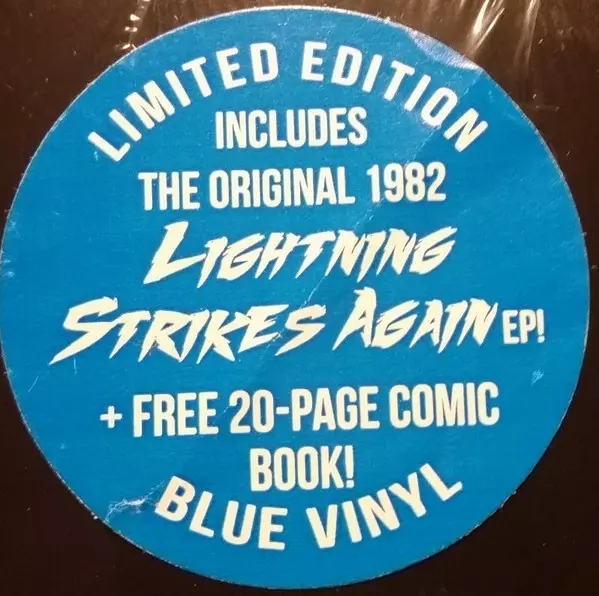 LIMITED EDITION
INCLUDES
THE ORIGINAL 1982
LIGHTNING
STRIKES AGAIN EP!
+ FREE 20-PAGE COMIC
BOOK!
BLUE VINYL